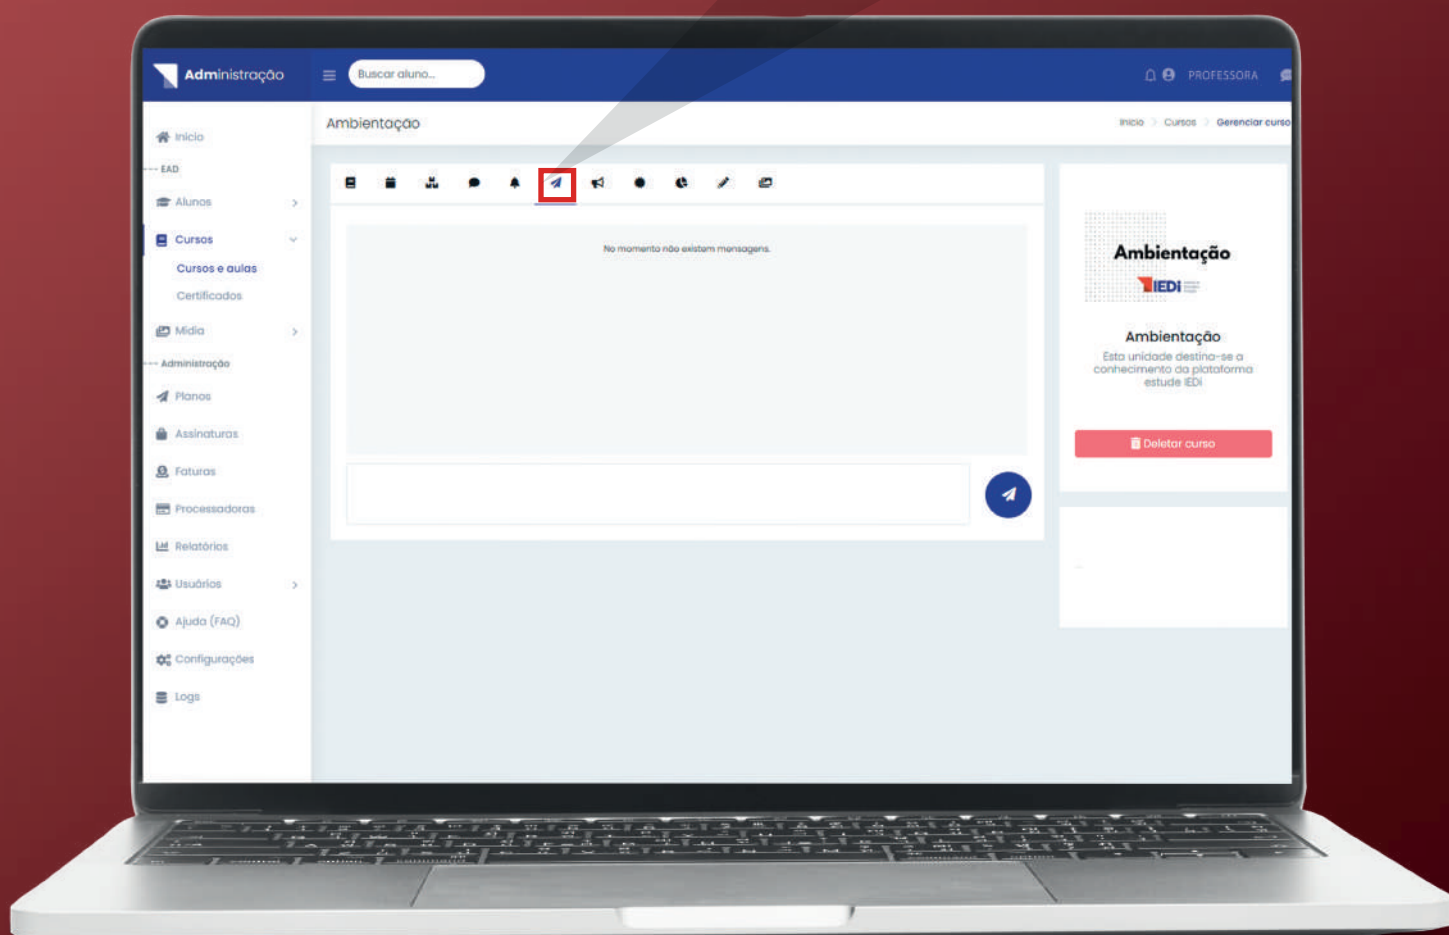 Administração
Buscar aluno...
PROFESSORA
Ambientação
Início > Cursos > Gerenciar curso
Início
--- EAD
Alunos
Cursos
Cursos e aulas
Certificados
Mídia
--- Administração
Planos
Assinaturas
Faturas
Processadoras
Relatórios
Usuários
Ajuda (FAQ)
Configurações
Logs
No momento não existem mensagens.
Ambientação
IEDi
Ambientação
Esta unidade destina-se a
conhecimento da plataforma
estude IEDi
Deletar curso